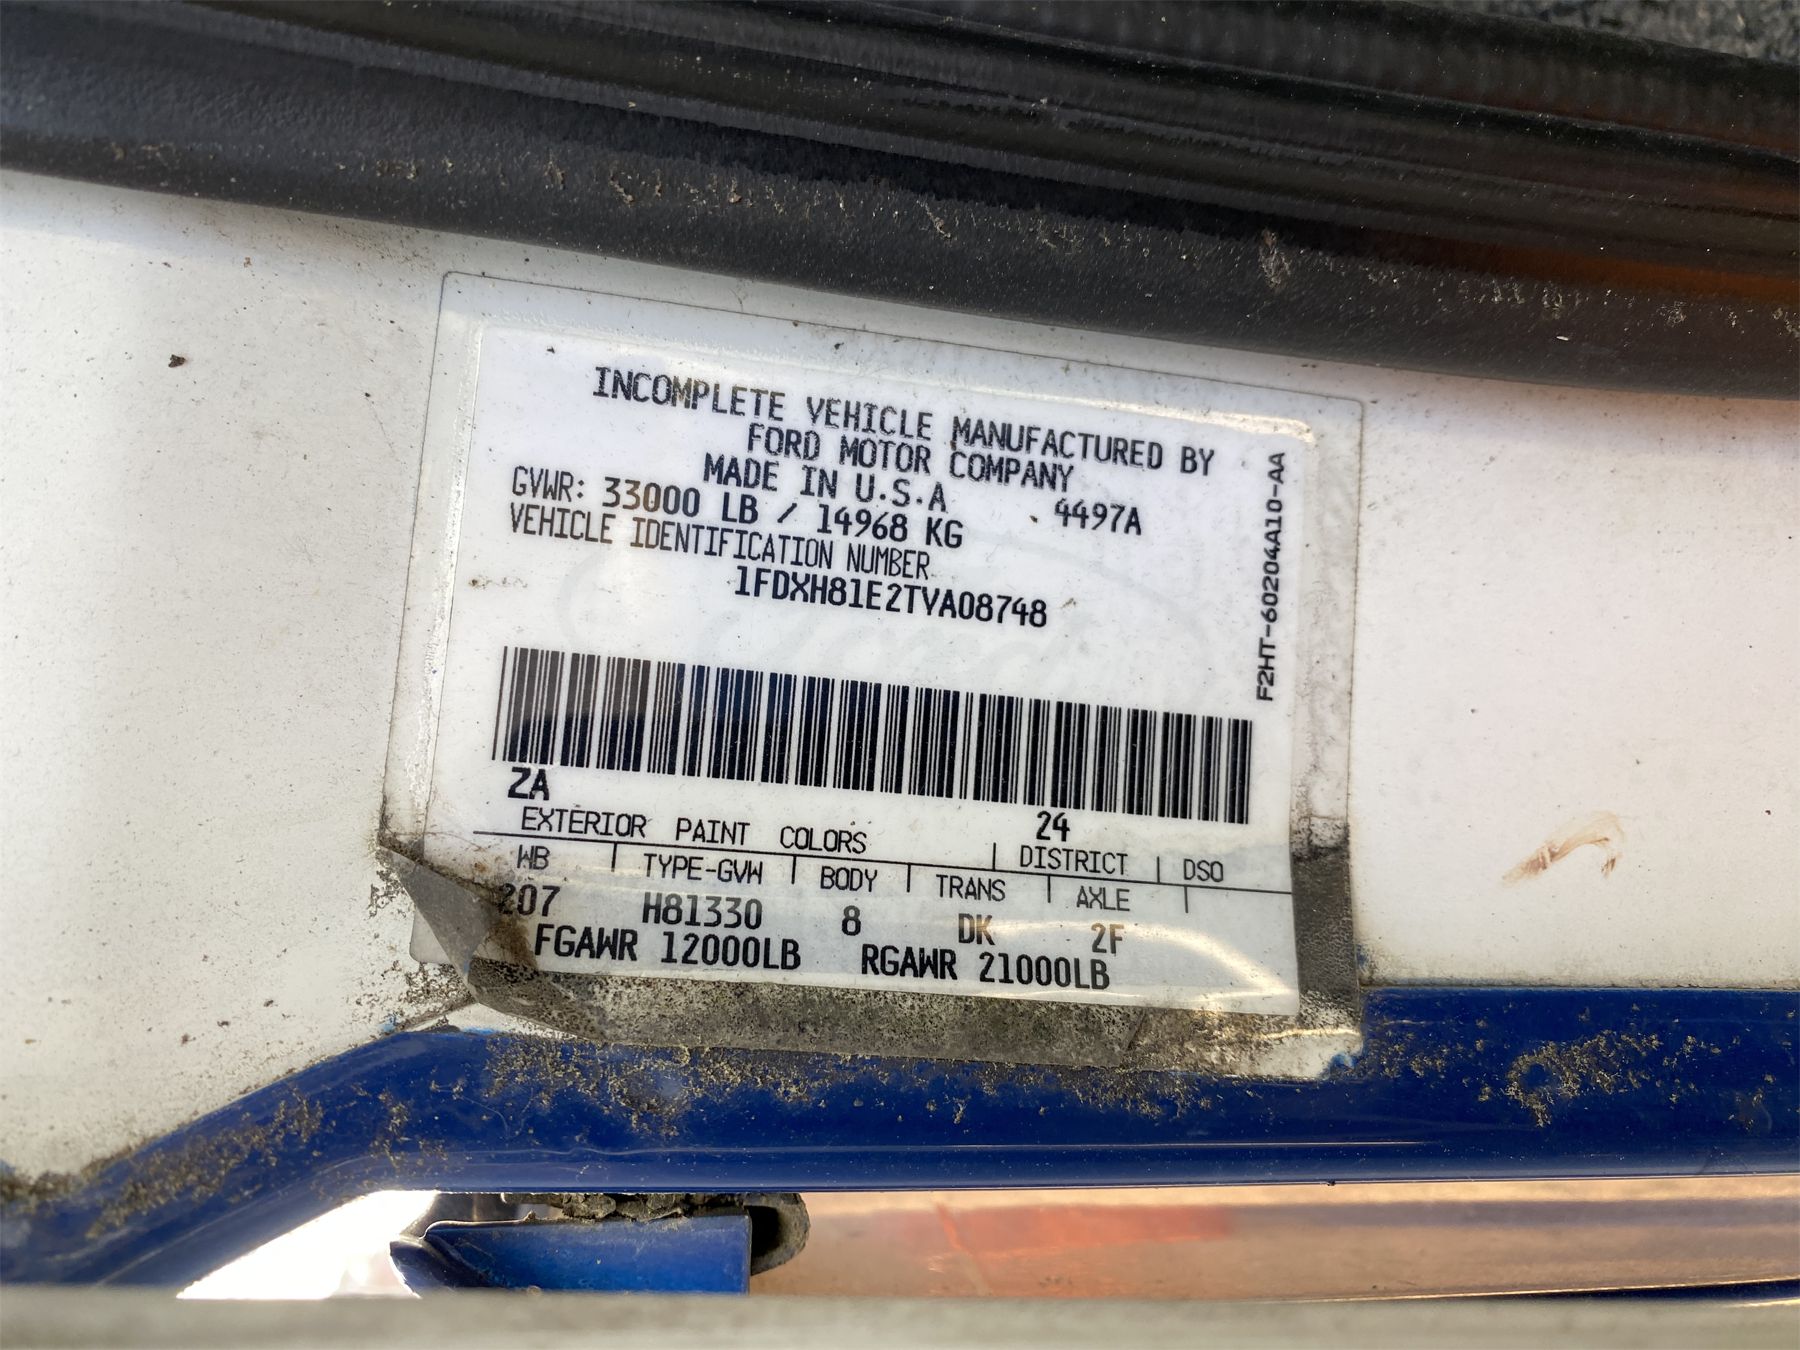 INCOMPLETE VEHICLE MANUFACTURED BY
FORD MOTOR COMPANY
MADE IN U.S.A
4497A
GVWR: 33000 LB / 14968 KG
VEHICLE IDENTIFICATION NUMBER
1FDXH81E2TVA08748
F2HT-60204A10-AA
ZA
EXTERIOR PAINT COLORS 24
DISTRICT DSO
WB TYPE-GVW BODY TRANS AXLE
207 H81330 8 DK 2F
FGAWR 12000LB RGAWR 21000LB